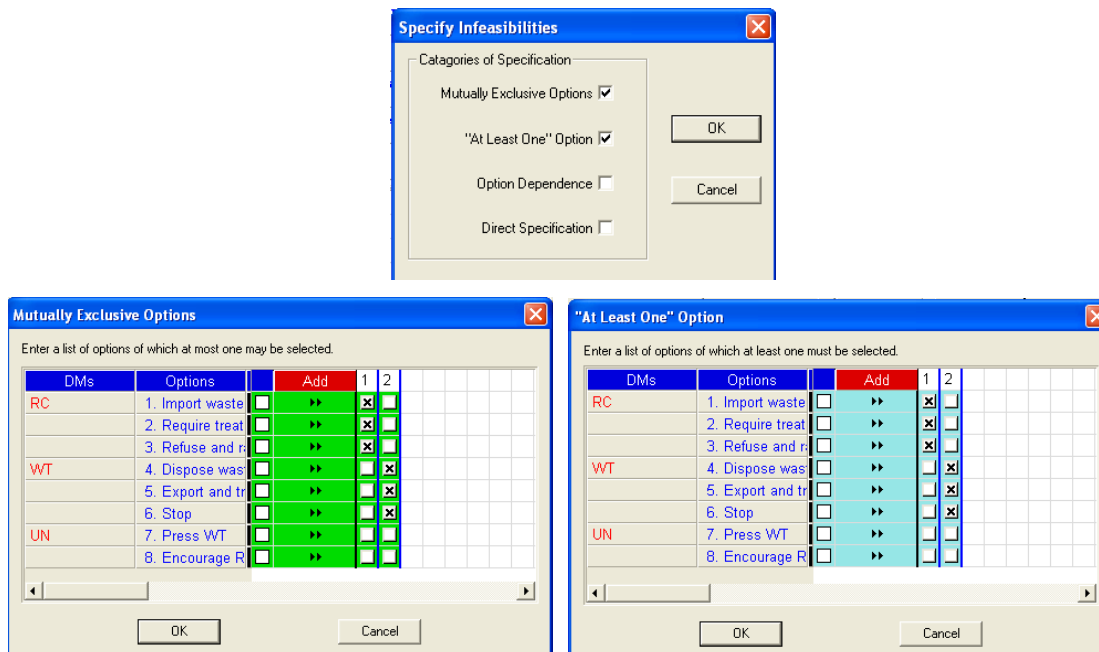 Specify Infeasibilities
Catagories of Specification
Mutually Exclusive Options
"At Least One" Option
Option Dependence
Direct Specification
OK
Cancel
Mutually Exclusive Options
Enter a list of options of which at most one may be selected.
DMs Options Add 1 2
RC 1. Import waste
2. Require treat
3. Refuse and r
WT 4. Dispose was
5. Export and tr
6. Stop
UN 7. Press WT
8. Encourage R
OK Cancel
"At Least One" Option
Enter a list of options of which at least one must be selected.
DMs Options Add 1 2
RC 1. Import waste
2. Require treat
3. Refuse and r
WT 4. Dispose was
5. Export and tr
6. Stop
UN 7. Press WT
8. Encourage R
OK Cancel